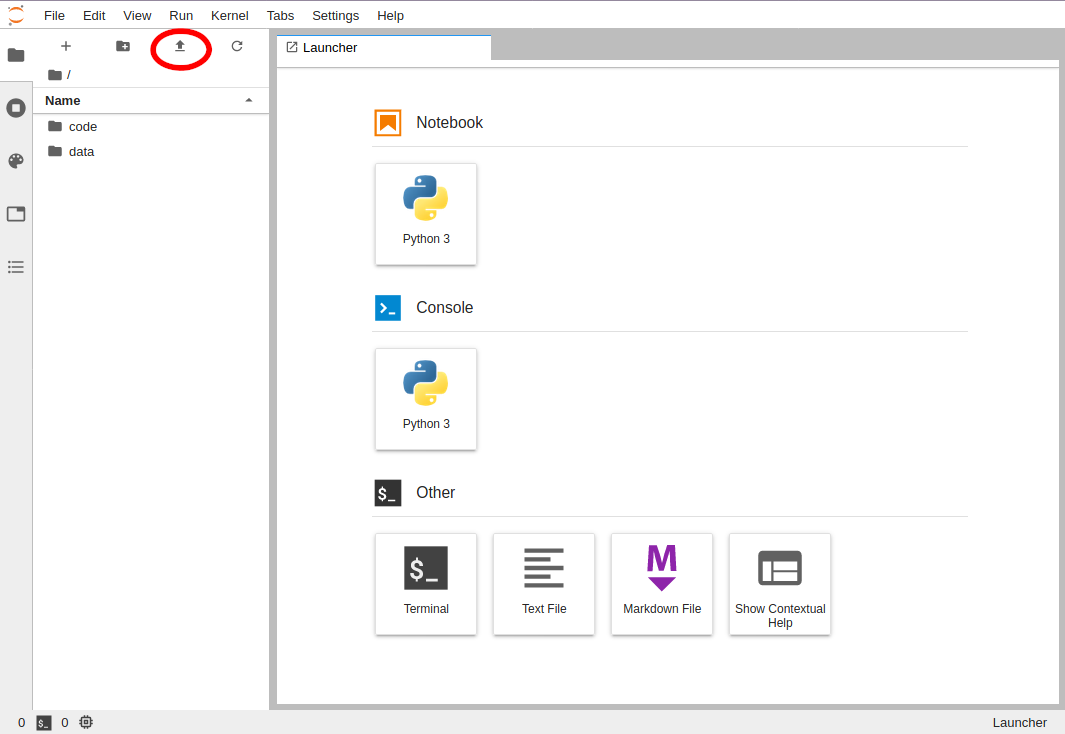 File Edit View Run Kernel Tabs Settings Help
Launcher
/
Name
code
data
Notebook
Python 3
Console
Python 3
$_ Other
$_
Terminal
Text File
M
Markdown File
Show Contextual
Help
0 $_ 0
Launcher